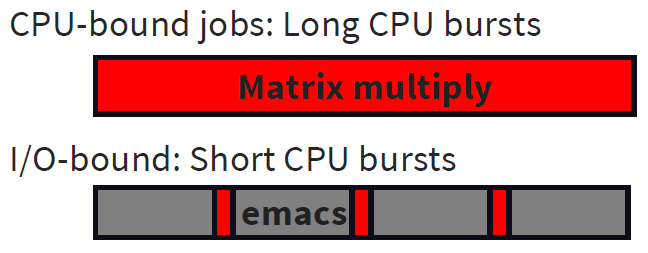 CPU-bound jobs: Long CPU bursts
Matrix multiply
I/O-bound: Short CPU bursts
emacs